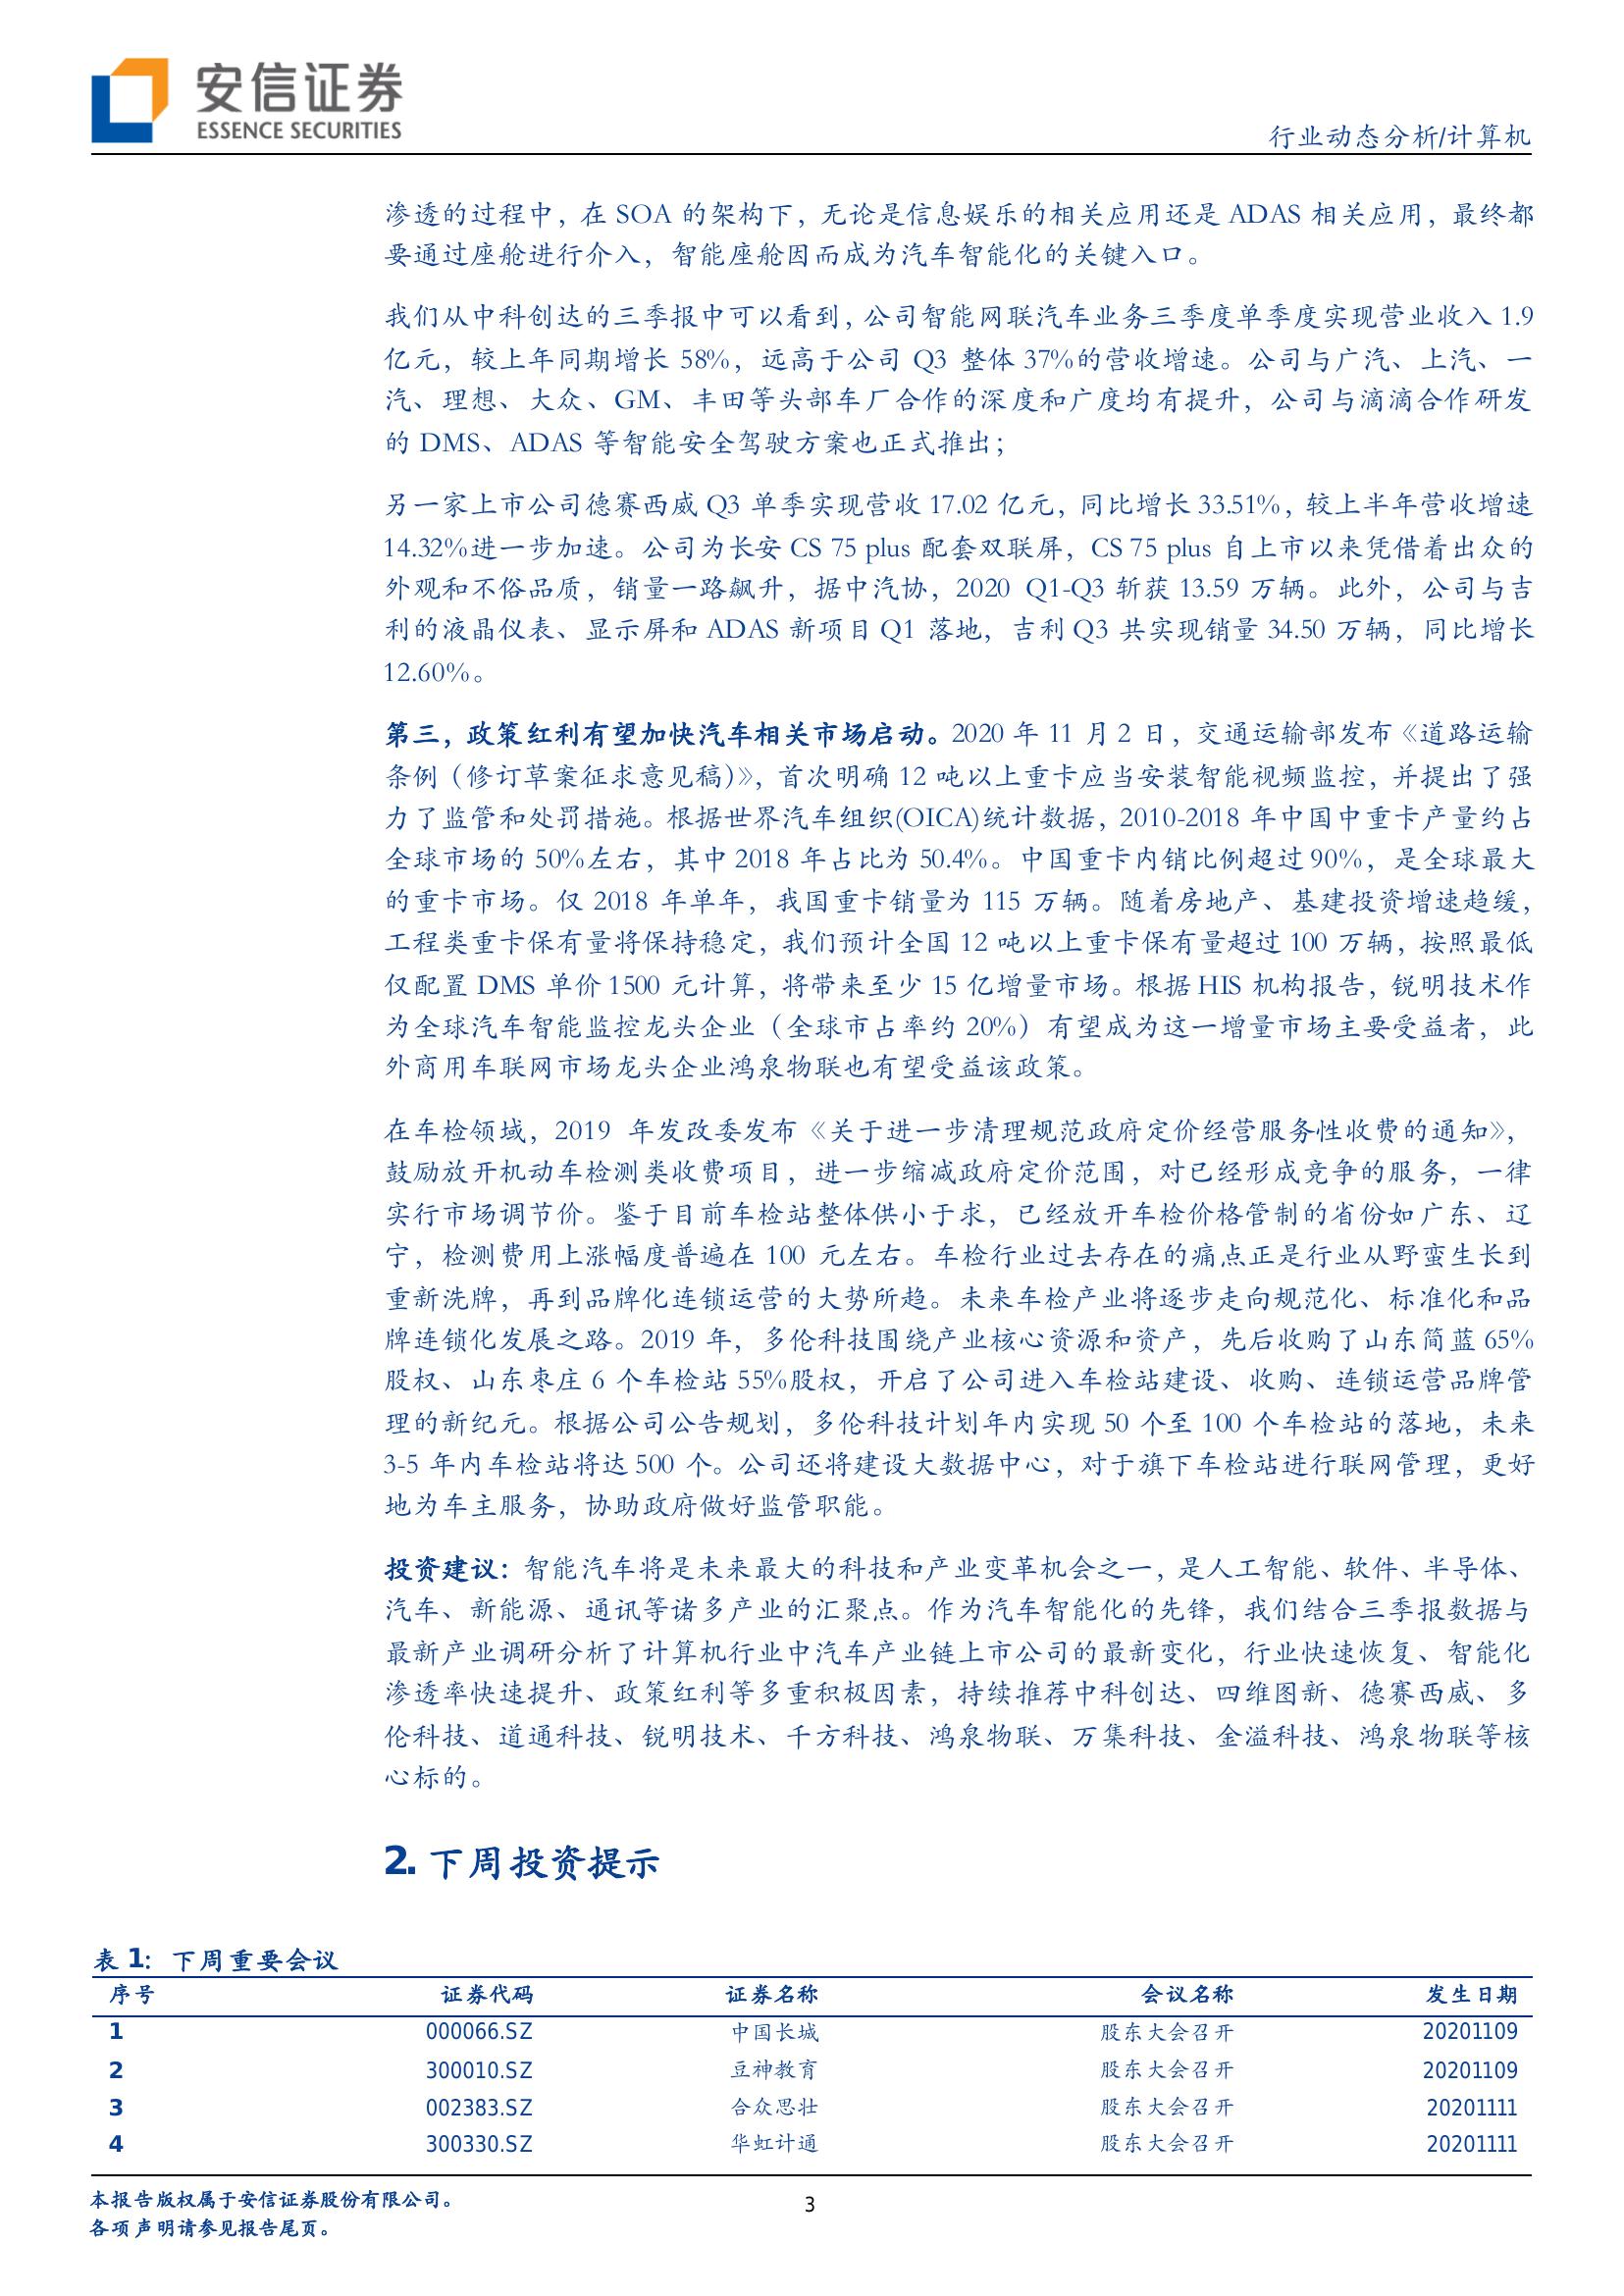 安信证券
ESSENCE SECURITIES
行业动态分析/计算机
渗透的过程中，在 SOA 的架构下，无论是信息娱乐的相关应用还是 ADAS 相关应用，最终都
要通过座舱进行介入，智能座舱因而成为汽车智能化的关键入口。
我们从中科创达的三季报中可以看到，公司智能网联汽车业务三季度单季度实现营业收入 1.9
亿元，较上年同期增长 58%，远高于公司 Q3 整体 37%的营收增速。公司与广汽、上汽、一
汽、理想、大众、GM、丰田等头部车厂合作的深度和广度均有提升，公司与滴滴合作研发
的 DMS、ADAS 等智能安全驾驶方案也正式推出；
另一家上市公司德赛西威 Q3 单季实现营收 17.02 亿元，同比增长 33.51%，较上半年营收增速
14.32%进一步加速。公司为长安 CS 75 plus 配套双联屏，CS 75 plus 自上市以来凭借着出众的
外观和不俗品质，销量一路飙升，据中汽协，2020 Q1-Q3 斩获 13.59 万辆。此外，公司与吉
利的液晶仪表、显示屏和 ADAS 新项目 Q1 落地，吉利 Q3 共实现销量 34.50 万辆，同比增长
12.60%。
第三，政策红利有望加快汽车相关市场启动。2020 年 11 月 2 日，交通运输部发布《道路运输
条例（修订草案征求意见稿）》，首次明确 12 吨以上重卡应当安装智能视频监控，并提出了强
力了监管和处罚措施。根据世界汽车组织(OICA)统计数据，2010-2018 年中国中重卡产量约占
全球市场的 50%左右，其中 2018 年占比为 50.4%。中国重卡内销比例超过 90%，是全球最大
的重卡市场。仅 2018 年单年，我国重卡销量为 115 万辆。随着房地产、基建投资增速趋缓，
工程类重卡保有量将保持稳定，我们预计全国 12 吨以上重卡保有量超过 100 万辆，按照最低
仅配置 DMS 单价 1500 元计算，将带来至少 15 亿增量市场。根据 HIS 机构报告，锐明技术作
为全球汽车智能监控龙头企业（全球市占率约 20%）有望成为这一增量市场主要受益者，此
外商用车联网市场龙头企业鸿泉物联也有望受益该政策。
在车检领域，2019 年发改委发布《关于进一步清理规范政府定价经营服务性收费的通知》，
鼓励放开机动车检测类收费项目，进一步缩减政府定价范围，对已经形成竞争的服务，一律
实行市场调节价。鉴于目前车检站整体供小于求，已经放开车检价格管制的省份如广东、辽
宁，检测费用上涨幅度普遍在 100 元左右。车检行业过去存在的痛点正是行业从野蛮生长到
重新洗牌，再到品牌化连锁运营的大势所趋。未来车检产业将逐步走向规范化、标准化和品
牌连锁化发展之路。2019 年，多伦科技围绕产业核心资源和资产，先后收购了山东简蓝 65%
股权、山东枣庄 6 个车检站 55%股权，开启了公司进入车检站建设、收购、连锁运营品牌管
理的新纪元。根据公司公告规划，多伦科技计划年内实现 50 个至 100 个车检站的落地，未来
3-5 年内车检站将达 500 个。公司还将建设大数据中心，对于旗下车检站进行联网管理，更好
地为车主服务，协助政府做好监管职能。
投资建议：智能汽车将是未来最大的科技和产业变革机会之一，是人工智能、软件、半导体、
汽车、新能源、通讯等诸多产业的汇聚点。作为汽车智能化的先锋，我们结合三季报数据与
最新产业调研分析了计算机行业中汽车产业链上市公司的最新变化，行业快速恢复、智能化
渗透率快速提升、政策红利等多重积极因素，持续推荐中科创达、四维图新、德赛西威、多
伦科技、道通科技、锐明技术、千方科技、鸿泉物联、万集科技、金溢科技、鸿泉物联等核
心标的。
2. 下周投资提示
表 1：下周重要会议
序号 证券代码 证券名称 会议名称 发生日期
1 000066.SZ 中国长城 股东大会召开 20201109
2 300010.SZ 豆神教育 股东大会召开 20201109
3 002383.SZ 合众思壮 股东大会召开 20201111
4 300330.SZ 华虹计通 股东大会召开 20201111
本报告版权属于安信证券股份有限公司。
各项声明请参见报告尾页。
3